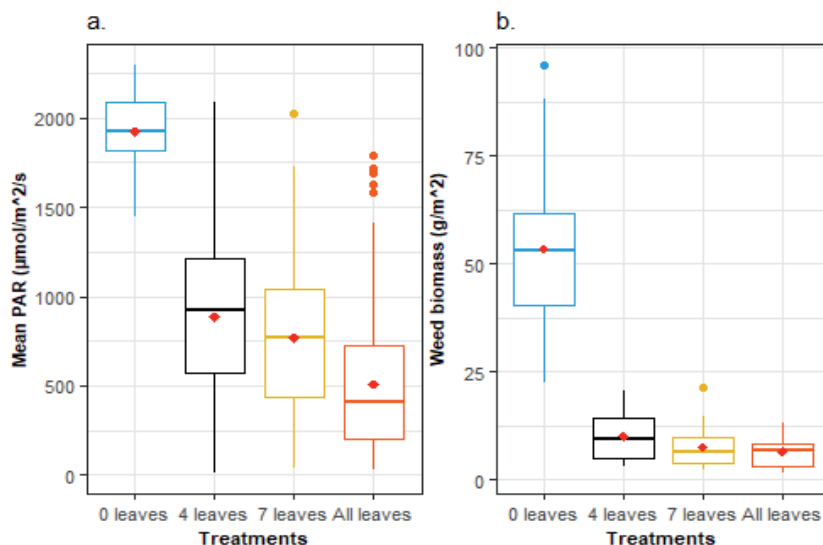 a.
Mean PAR (µmol/m^2/s)
2000
1500
1000
500
0
0 leaves 4 leaves 7 leaves All leaves
Treatments
b.
Weed biomass (g/m^2)
100
75
50
25
0
0 leaves 4 leaves 7 leaves All leaves
Treatments